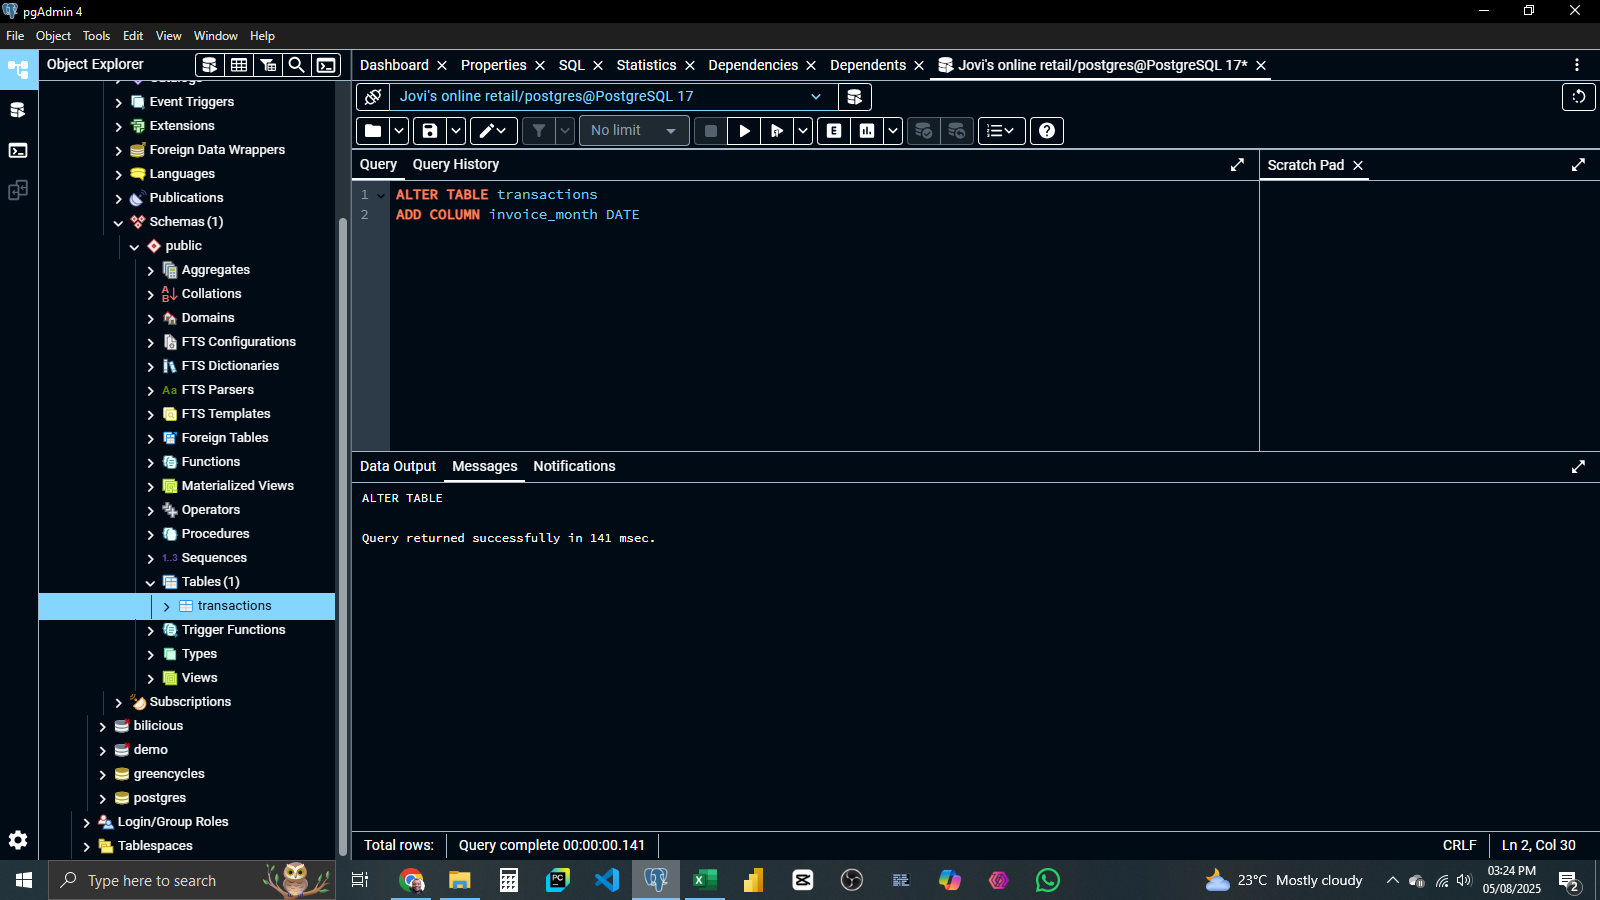 pgAdmin 4
File Object Tools Edit View Window Help
Object Explorer
Event Triggers
Extensions
Foreign Data Wrappers
Languages
Publications
Schemas (1)
public
Aggregates
Collations
Domains
FTS Configurations
FTS Dictionaries
Aa FTS Parsers
FTS Templates
Foreign Tables
Functions
Materialized Views
Operators
Procedures
1..3 Sequences
Tables (1)
transactions
Trigger Functions
Types
Views
Subscriptions
bilicious
demo
greencycles
postgres
Login/Group Roles
Tablespaces
Dashboard Properties SQL Statistics Dependencies Dependents Jovi's online retail/postgres@PostgreSQL 17*
Jovi's online retail/postgres@PostgreSQL 17
No limit E
Query Query History
1 ALTER TABLE transactions
2 ADD COLUMN invoice_month DATE
Scratch Pad
Data Output Messages Notifications
ALTER TABLE
Query returned successfully in 141 msec.
Total rows: Query complete 00:00:00.141 CRLF Ln 2, Col 30
Type here to search
PC
23°C Mostly cloudy
03:24 PM
05/08/2025
2